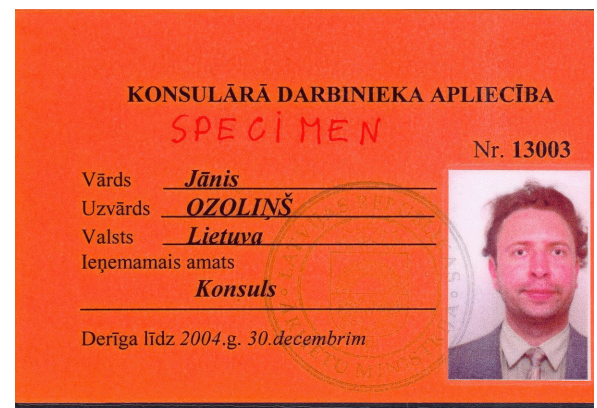 KONSULĀRĀ DARBINIEKA APLIECĪBA
SPECIMEN
Nr. 13003
Vārds Jānis
Uzvārds OZOLIŅŠ
Valsts Lietuva
Ieņemamais amats
Konsuls
Derīga līdz 2004.g. 30.decembrim